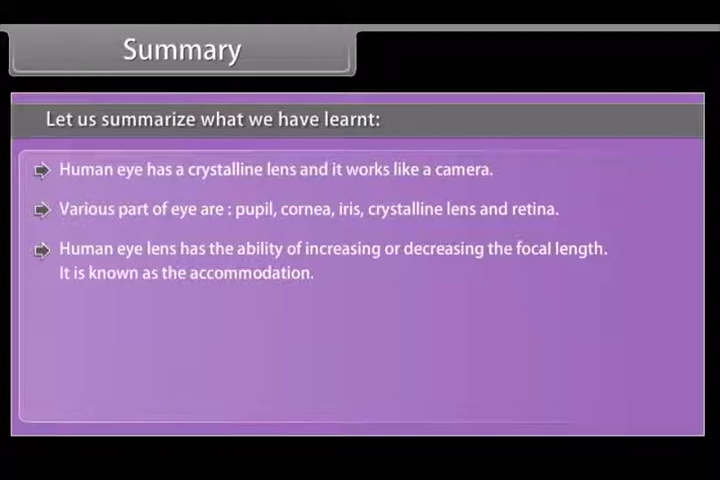 Summary
Let us summarize what we have learnt:
Human eye has a crystalline lens and it works like a camera.
Various part of eye are : pupil, cornea, iris, crystalline lens and retina.
Human eye lens has the ability of increasing or decreasing the focal length.
It is known as the accommodation.